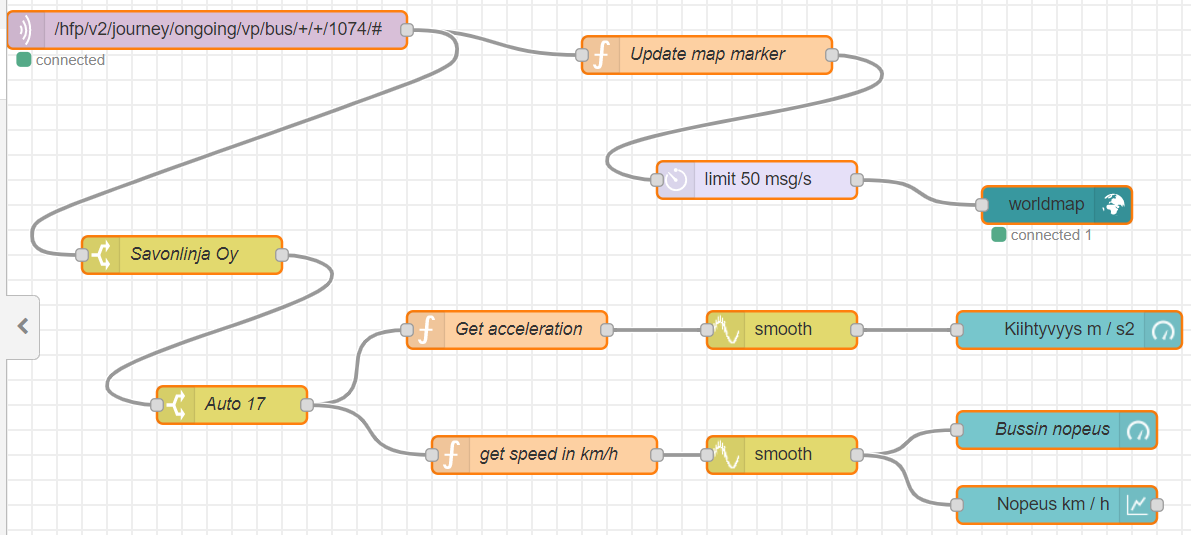 /hfp/v2/journey/ongoing/vp/bus/+/+/1074/#
connected
Update map marker
limit 50 msg/s
worldmap
connected 1
Savonlinja Oy
Get acceleration
smooth
Kiihtyvyys m / s2
Auto 17
get speed in km/h
smooth
Bussin nopeus
Nopeus km / h